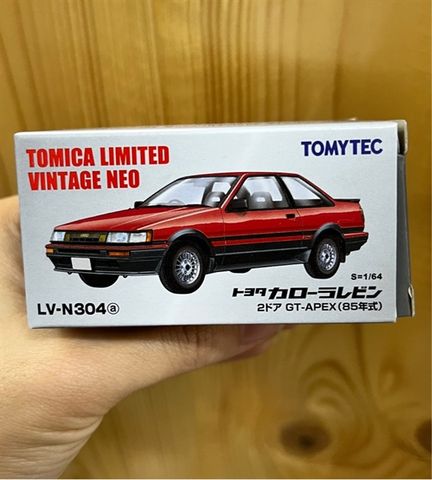 TOMICA LIMITED
VINTAGE NEO
TOMYTEC
S=1/64
トヨタ カローラレビン
LV-N304ⓐ
2ドア GT-APEX (85年式)